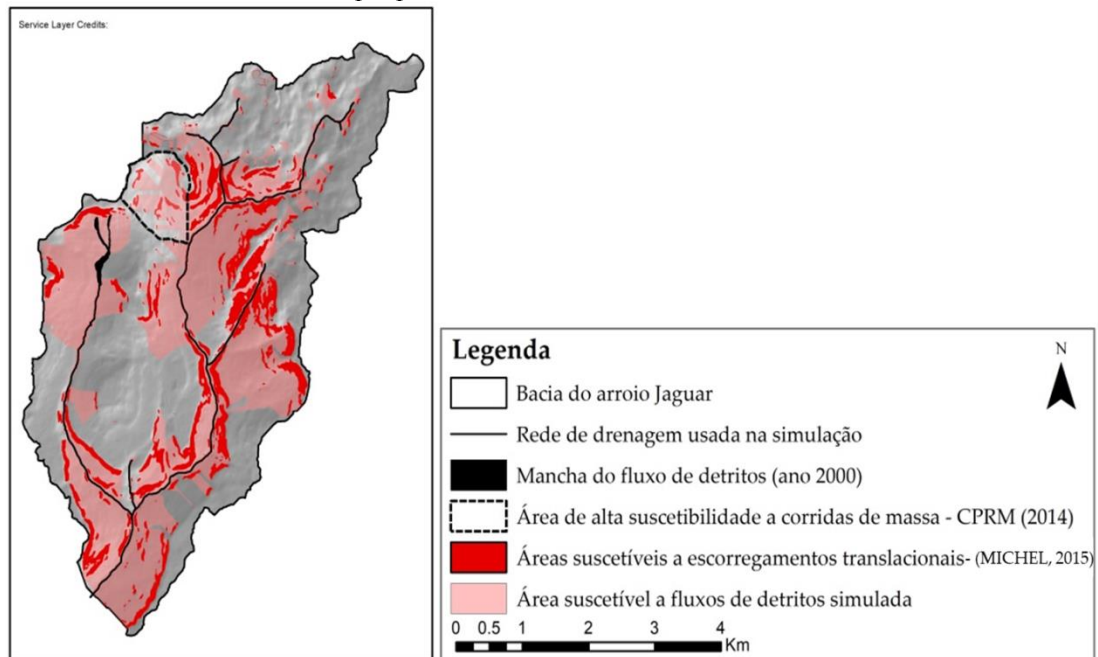 Service Layer Credits:
Legenda
N
Bacia do arroio Jaguar
Rede de drenagem usada na simulação
Mancha do fluxo de detritos (ano 2000)
Área de alta suscetibilidade a corridas de massa - CPRM (2014)
Áreas suscetíveis a escorregamentos translacionais- (MICHEL, 2015)
Área suscetível a fluxos de detritos simulada
0 0.5 1 2 3 4
Km